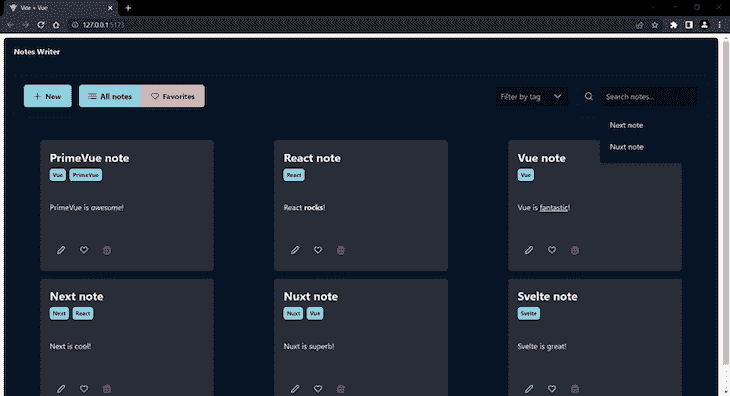 Vite + Vue
127.0.0.1:5173
Notes Writer
New
All notes
Favorites
Filter by tag
Search notes...
Next note
Nuxt note
PrimeVue note
Vue PrimeVue
PrimeVue is awesome!
React note
React
React rocks!
Vue note
Vue
Vue is fantastic!
Next note
Next React
Next is cool!
Nuxt note
Nuxt Vue
Nuxt is superb!
Svelte note
Svelte
Svelte is great!